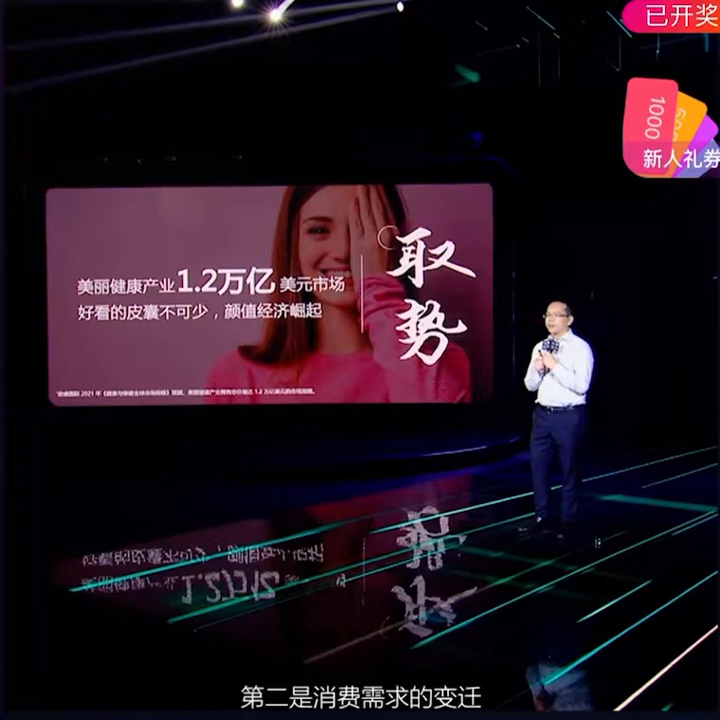 已开奖
1000
新人礼券
美丽健康产业1.2万亿 美元市场
好看的皮囊不可少，颜值经济崛起
取势
第二是消费需求的变迁